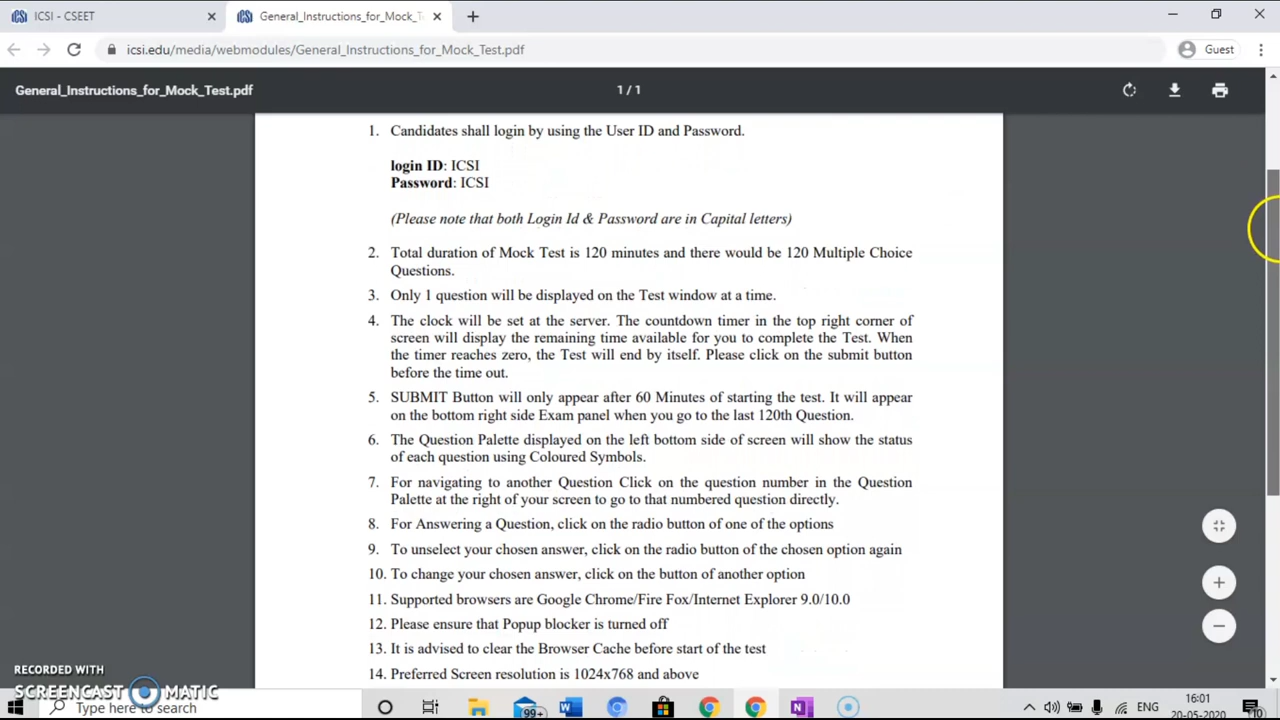 ICSI - CSEET
General_Instructions_for_Mock_T
icsi.edu/media/webmodules/General_Instructions_for_Mock_Test.pdf
Guest
General_Instructions_for_Mock_Test.pdf
1 / 1
1. Candidates shall login by using the User ID and Password.
login ID: ICSI
Password: ICSI
(Please note that both Login Id & Password are in Capital letters)
2. Total duration of Mock Test is 120 minutes and there would be 120 Multiple Choice
Questions.
3. Only 1 question will be displayed on the Test window at a time.
4. The clock will be set at the server. The countdown timer in the top right corner of
screen will display the remaining time available for you to complete the Test. When
the timer reaches zero, the Test will end by itself. Please click on the submit button
before the time out.
5. SUBMIT Button will only appear after 60 Minutes of starting the test. It will appear
on the bottom right side Exam panel when you go to the last 120th Question.
6. The Question Palette displayed on the left bottom side of screen will show the status
of each question using Coloured Symbols.
7. For navigating to another Question Click on the question number in the Question
Palette at the right of your screen to go to that numbered question directly.
8. For Answering a Question, click on the radio button of one of the options
9. To unselect your chosen answer, click on the radio button of the chosen option again
10. To change your chosen answer, click on the button of another option
11. Supported browsers are Google Chrome/Fire Fox/Internet Explorer 9.0/10.0
12. Please ensure that Popup blocker is turned off
13. It is advised to clear the Browser Cache before start of the test
14. Preferred Screen resolution is 1024x768 and above
RECORDED WITH
SCREENCAST MATIC
Type here to search
99+
ENG
16:01
20-05-2020
10